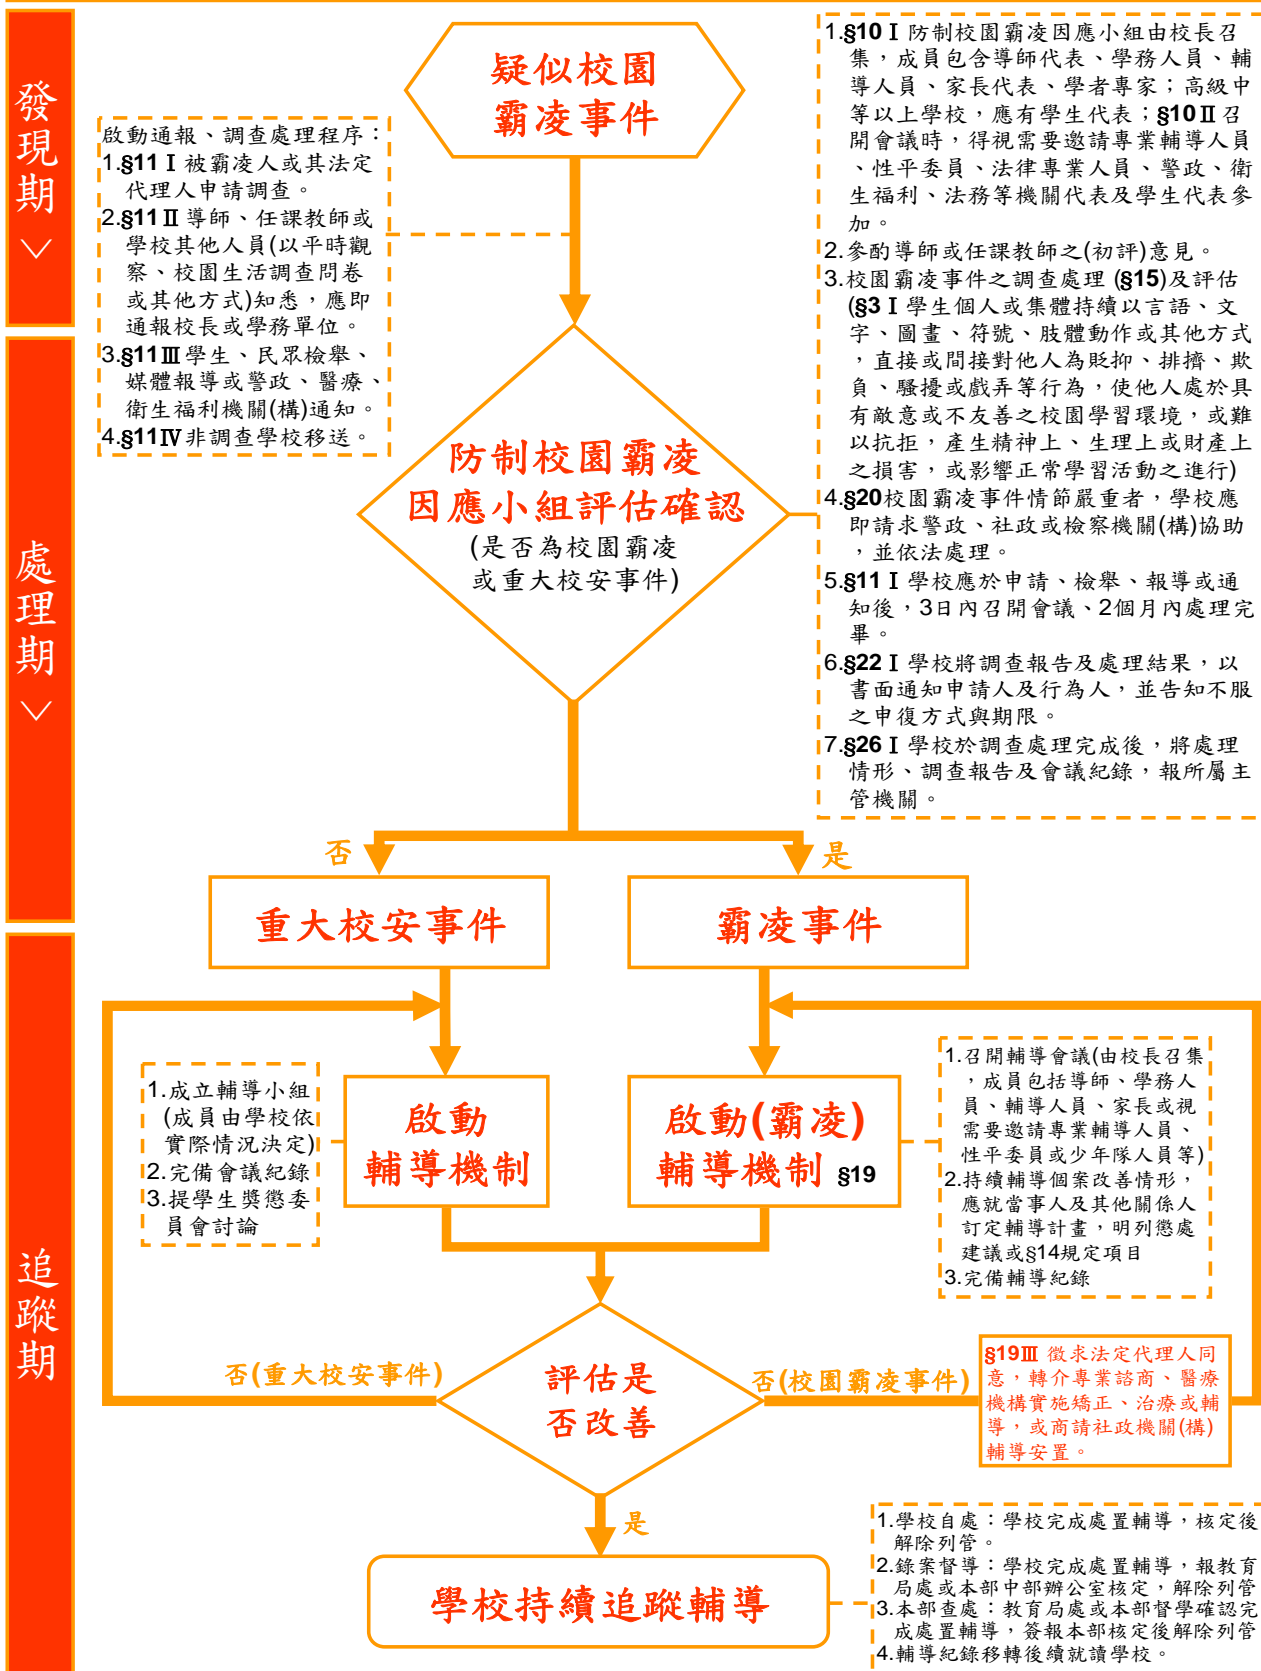 發現期﹀
疑似校園
霸凌事件
啟動通報、調查處理程序：
1.§11Ⅰ被霸凌人或其法定
代理人申請調查。
2.§11Ⅱ導師、任課教師或
學校其他人員(以平時觀
察、校園生活調查問卷
或其他方式)知悉，應即
通報校長或學務單位。
3.§11Ⅲ學生、民眾檢舉、
媒體報導或警政、醫療、
衛生福利機關(構)通知。
4.§11Ⅳ非調查學校移送。
1.§10Ⅰ防制校園霸凌因應小組由校長召
集，成員包含導師代表、學務人員、輔
導人員、家長代表、學者專家；高級中
等以上學校，應有學生代表；§10Ⅱ召
開會議時，得視需要邀請專業輔導人員
、性平委員、法律專業人員、警政、衛
生福利、法務等機關代表及學生代表參
加。
2.參酌導師或任課教師之(初評)意見。
3.校園霸凌事件之調查處理 (§15)及評估
(§3Ⅰ學生個人或集體持續以言語、文
字、圖畫、符號、肢體動作或其他方式
，直接或間接對他人為貶抑、排擠、欺
負、騷擾或戲弄等行為，使他人處於具
有敵意或不友善之校園學習環境，或難
以抗拒，產生精神上、生理上或財產上
之損害，或影響正常學習活動之進行)
4.§20校園霸凌事件情節嚴重者，學校應
即請求警政、社政或檢察機關(構)協助
，並依法處理。
5.§11Ⅰ學校應於申請、檢舉、報導或通
知後，3日內召開會議、2個月內處理完
畢。
6.§22Ⅰ學校將調查報告及處理結果，以
書面通知申請人及行為人，並告知不服
之申復方式與期限。
7.§26Ⅰ學校於調查處理完成後，將處理
情形、調查報告及會議紀錄，報所屬主
管機關。
處理期﹀
防制校園霸凌
因應小組評估確認
(是否為校園霸凌
或重大校安事件)
否
是
重大校安事件
霸凌事件
追蹤期
1.成立輔導小組
(成員由學校依
實際情況決定)
2.完備會議紀錄
3.提學生獎懲委
員會討論
啟動
輔導機制
啟動(霸凌)
輔導機制 §19
1.召開輔導會議(由校長召集
，成員包括導師、學務人
員、輔導人員、家長或視
需要邀請專業輔導人員、
性平委員或少年隊人員等)
2.持續輔導個案改善情形，
應就當事人及其他關係人
訂定輔導計畫，明列懲處
建議或§14規定項目
3.完備輔導紀錄
否(重大校安事件)
評估是
否改善
否(校園霸凌事件)
§19Ⅲ 徵求法定代理人同
意，轉介專業諮商、醫療
機構實施矯正、治療或輔
導，或商請社政機關(構)
輔導安置。
是
學校持續追蹤輔導
1.學校自處：學校完成處置輔導，核定後
解除列管。
2.錄案督導：學校完成處置輔導，報教育
局處或本部中部辦公室核定，解除列管
3.本部查處：教育局處或本部督學確認完
成處置輔導，簽報本部核定後解除列管
4.輔導紀錄移轉後續就讀學校。